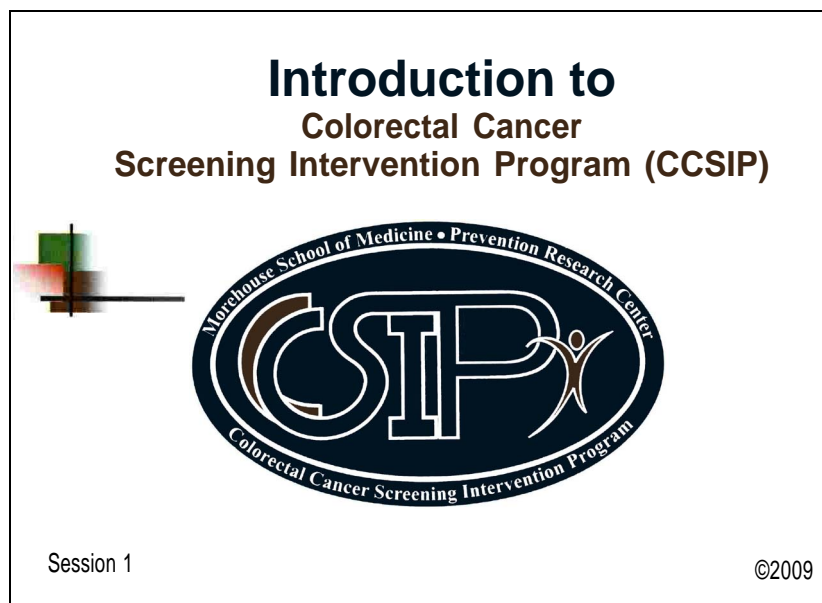 Introduction to
Colorectal Cancer
Screening Intervention Program (CCSIP)
Morehouse School of Medicine • Prevention Research Center
CCSIP
Colorectal Cancer Screening Intervention Program
Session 1
©2009